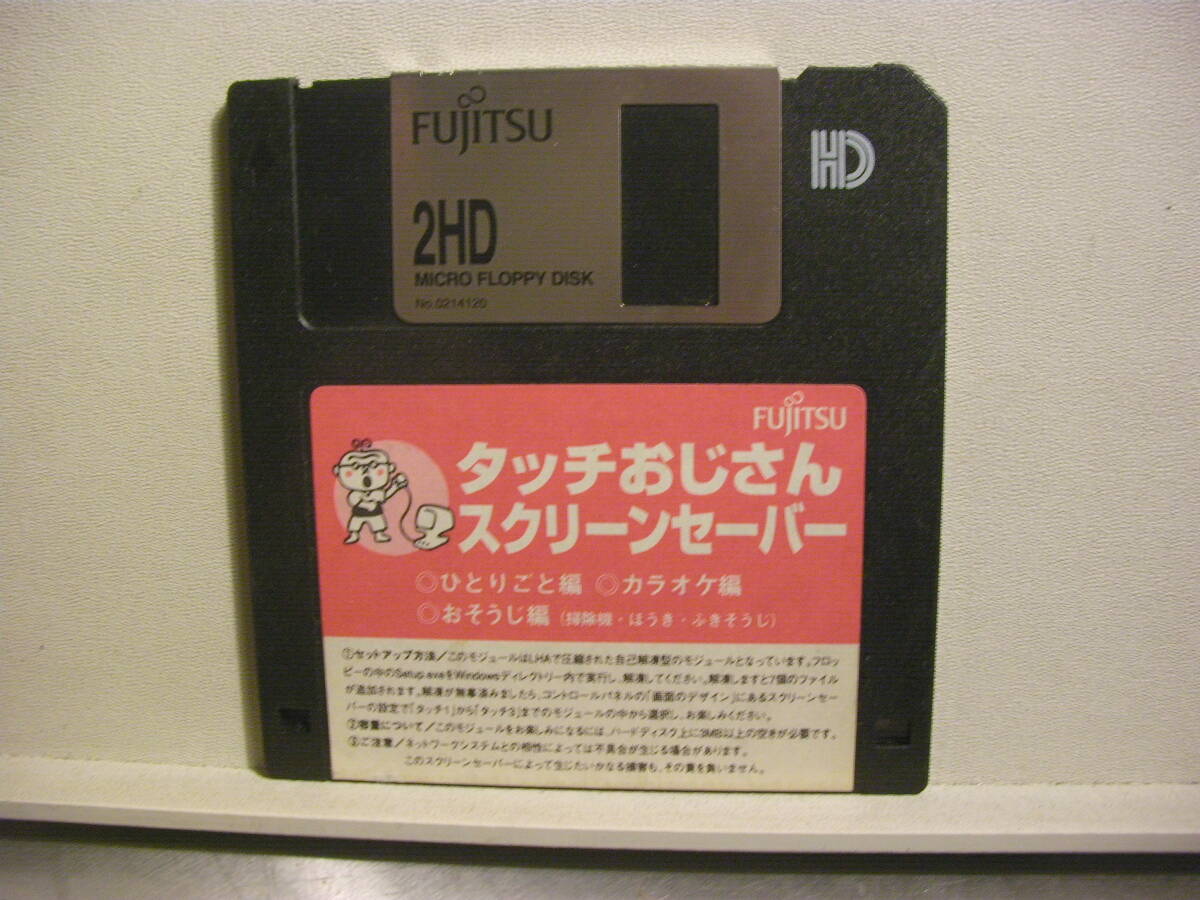 FUJITSU
2HD
MICRO FLOPPY DISK
No.0214120
HD
FUJITSU
タッチおじさん
スクリーンセーバー
◎ひとりごと編 ◎カラオケ編
◎おそうじ編 (掃除機・ほうき・ふきそうじ)
①セットアップ方法/このモジュールはLHAで圧縮された自己解凍型のモジュールとなっています。フロッ
ピーの中のSetup.exeをWindowsディレクトリー内で実行し、解凍してください。解凍しますと7個のファイル
が追加されます。解凍が無事済みましたら、コントロールパネルの「画面のデザイン」にあるスクリーンセー
バーの設定で「タッチ1」から「タッチ3」までのモジュールの中から選択し、お楽しみください。
②容量について/このモジュールをお楽しみになるには、ハードディスク上に3MB以上の空きが必要です。
③ご注意/ネットワークシステムとの相性によっては不具合が生じる場合があります。
このスクリーンセーバーによって生じたいかなる損害も、その責を負いません。